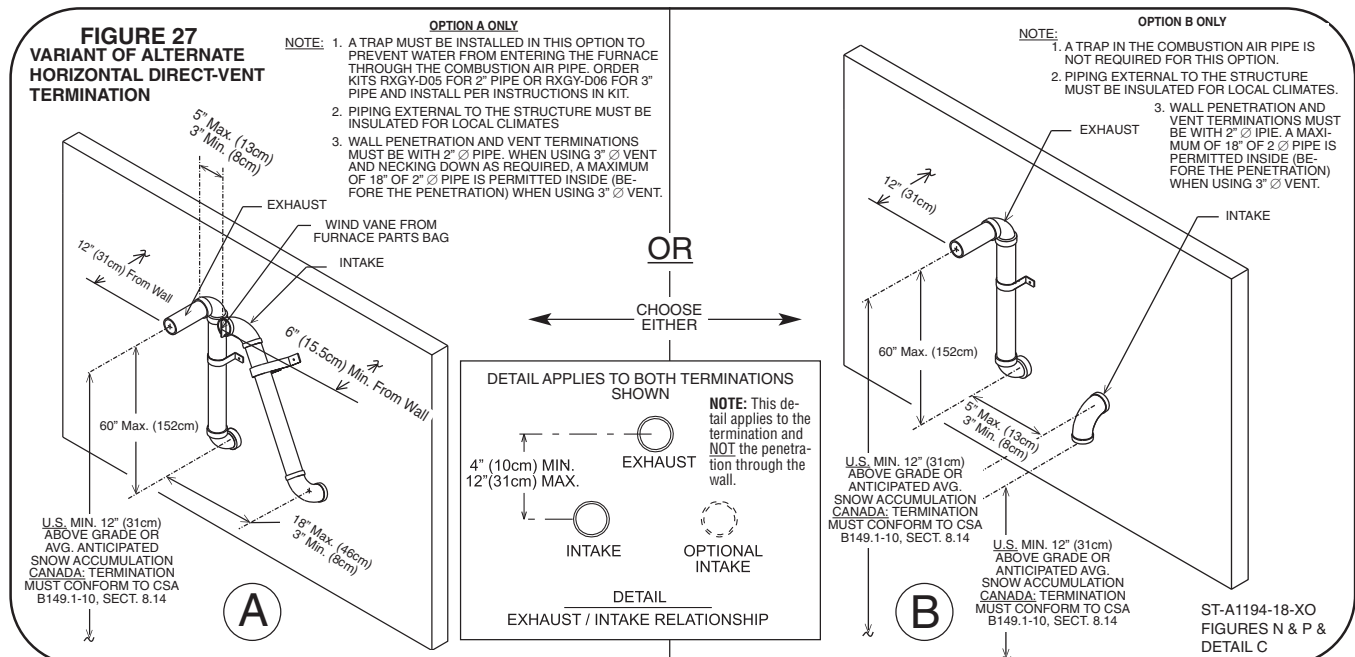 FIGURE 27
VARIANT OF ALTERNATE
HORIZONTAL DIRECT-VENT
TERMINATION
OPTION A ONLY
NOTE: 1. A TRAP MUST BE INSTALLED IN THIS OPTION TO
PREVENT WATER FROM ENTERING THE FURNACE
THROUGH THE COMBUSTION AIR PIPE. ORDER
KITS RXGY-D05 FOR 2" PIPE OR RXGY-D06 FOR 3"
PIPE AND INSTALL PER INSTRUCTIONS IN KIT.
2. PIPING EXTERNAL TO THE STRUCTURE MUST BE
INSULATED FOR LOCAL CLIMATES
3. WALL PENETRATION AND VENT TERMINATIONS
MUST BE WITH 2" Ø PIPE. WHEN USING 3" Ø VENT
AND NECKING DOWN AS REQUIRED, A MAXIMUM
OF 18" OF 2" Ø PIPE IS PERMITTED INSIDE (BE-
FORE THE PENETRATION) WHEN USING 3" Ø VENT.
5" Max. (13cm)
3" Min. (8cm)
EXHAUST
WIND VANE FROM
FURNACE PARTS BAG
INTAKE
12" (31cm) From Wall
6" (15.5cm) Min. From Wall
60" Max. (152cm)
18" Max. (46cm)
3" Min. (8cm)
U.S. MIN. 12" (31cm)
ABOVE GRADE OR
AVG. ANTICIPATED
SNOW ACCUMULATION
CANADA: TERMINATION
MUST CONFORM TO CSA
B149.1-10, SECT. 8.14
A
OR
CHOOSE
EITHER
DETAIL APPLIES TO BOTH TERMINATIONS
SHOWN
NOTE: This de-
tail applies to the
termination and
NOT the penetra-
tion through the
wall.
EXHAUST
4" (10cm) MIN.
12"(31cm) MAX.
INTAKE
OPTIONAL
INTAKE
DETAIL
EXHAUST / INTAKE RELATIONSHIP
OPTION B ONLY
NOTE:
1. A TRAP IN THE COMBUSTION AIR PIPE IS
NOT REQUIRED FOR THIS OPTION.
2. PIPING EXTERNAL TO THE STRUCTURE
MUST BE INSULATED FOR LOCAL CLIMATES.
3. WALL PENETRATION AND
VENT TERMINATIONS MUST
BE WITH 2" Ø IPIE. A MAXI-
MUM OF 18" OF 2 Ø PIPE IS
PERMITTED INSIDE (BE-
FORE THE PENETRATION)
WHEN USING 3" Ø VENT.
EXHAUST
12" (31cm)
INTAKE
60" Max. (152cm)
5" Max. (13cm)
3" Min. (8cm)
U.S. MIN. 12" (31cm)
ABOVE GRADE OR
ANTICIPATED AVG.
SNOW ACCUMULATION
CANADA: TERMINATION
MUST CONFORM TO CSA
B149.1-10, SECT. 8.14
U.S. MIN. 12" (31cm)
ABOVE GRADE OR
ANTICIPATED AVG.
SNOW ACCUMULATION
CANADA: TERMINATION
MUST CONFORM TO CSA
B149.1-10, SECT. 8.14
B
ST-A1194-18-XO
FIGURES N & P &
DETAIL C